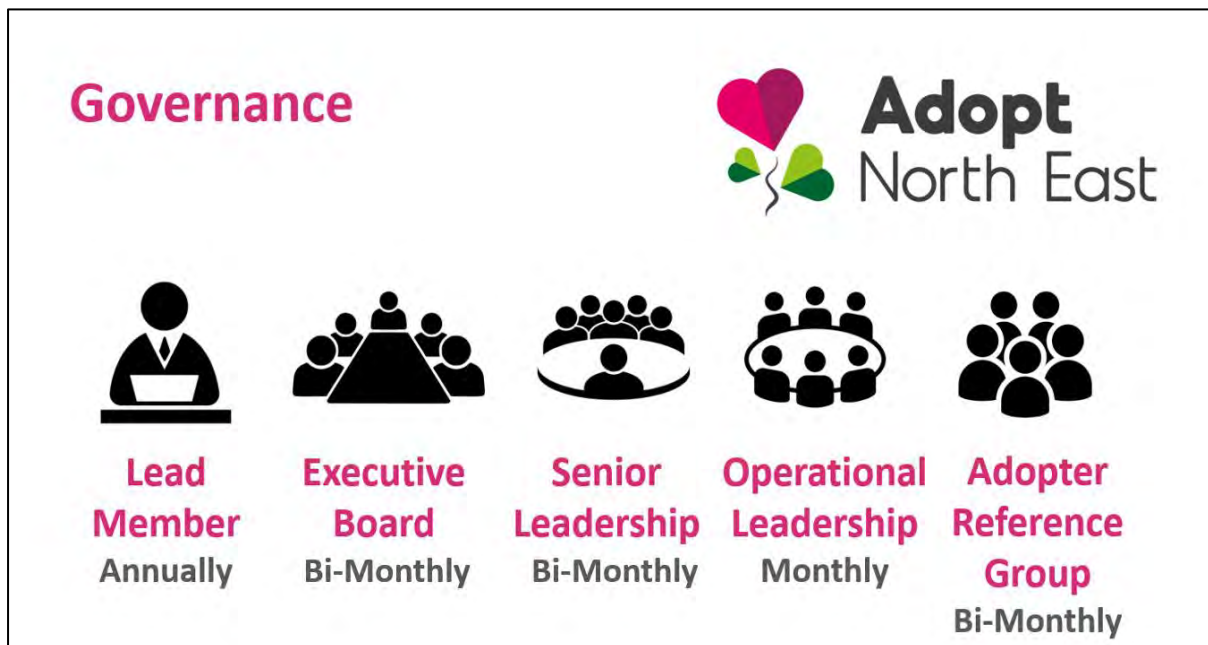 Governance
Adopt
North East
Lead
Member
Annually
Executive
Board
Bi-Monthly
Senior
Leadership
Bi-Monthly
Operational
Leadership
Monthly
Adopter
Reference
Group
Bi-Monthly